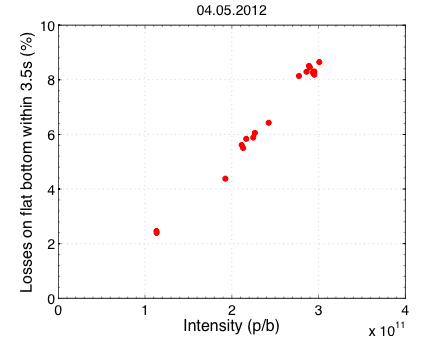 04.05.2012
Losses on flat bottom within 3.5s (%)
10
8
6
4
2
0
0 1 2 3 4
Intensity (p/b)
x 10¹¹